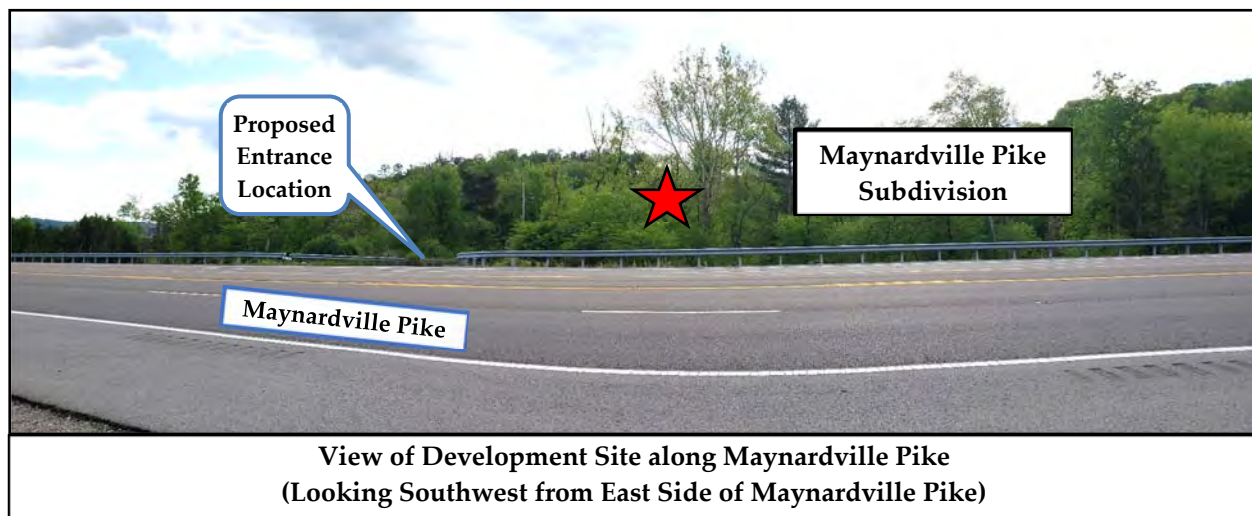 Proposed
Entrance
Location
Maynardville Pike
Subdivision
Maynardville Pike
View of Development Site along Maynardville Pike
(Looking Southwest from East Side of Maynardville Pike)